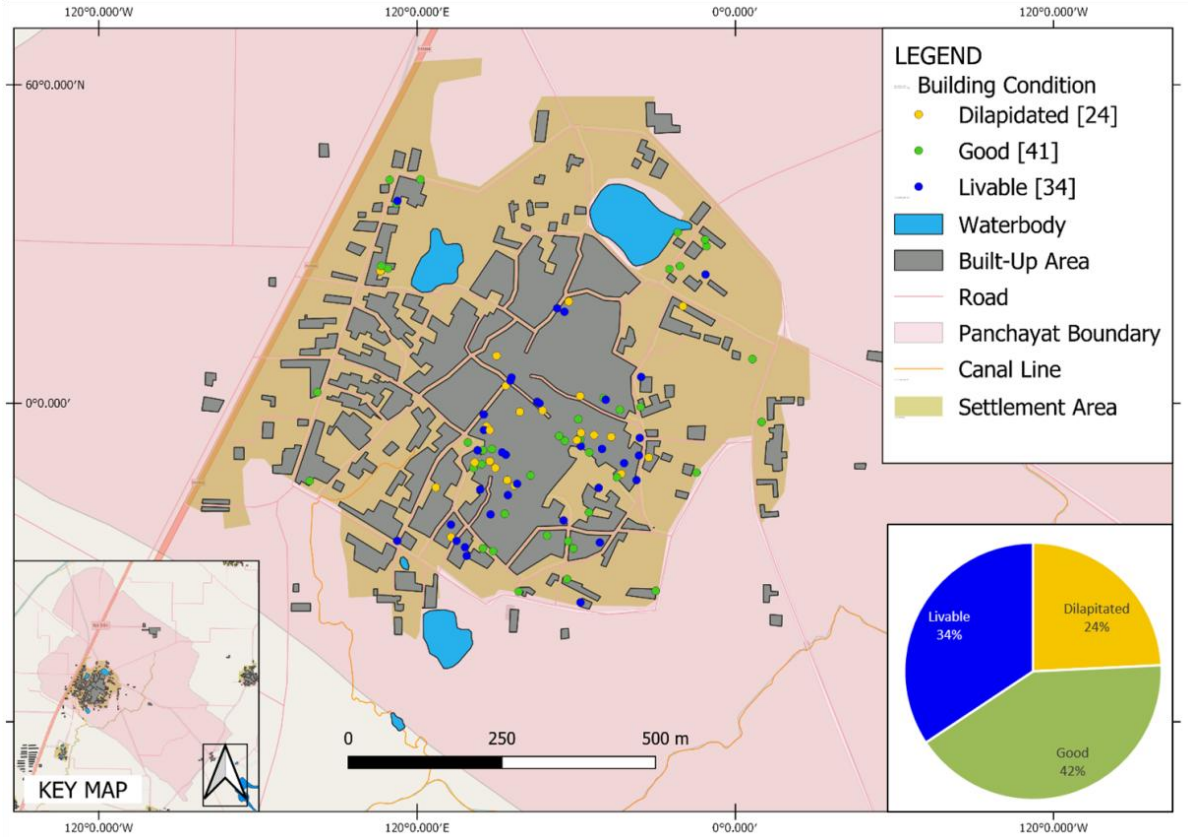 120°0.000'W
120°0.000'E
0°0.000'
120°0.000'W
60°0.000'N
0°0.000'
LEGEND
Building Condition
Dilapidated [24]
Good [41]
Livable [34]
Waterbody
Built-Up Area
Road
Panchayat Boundary
Canal Line
Settlement Area
Livable
34%
Dilapitated
24%
Good
42%
0
250
500 m
KEY MAP
120°0.000'W
120°0.000'E
0°0.000'
120°0.000'W